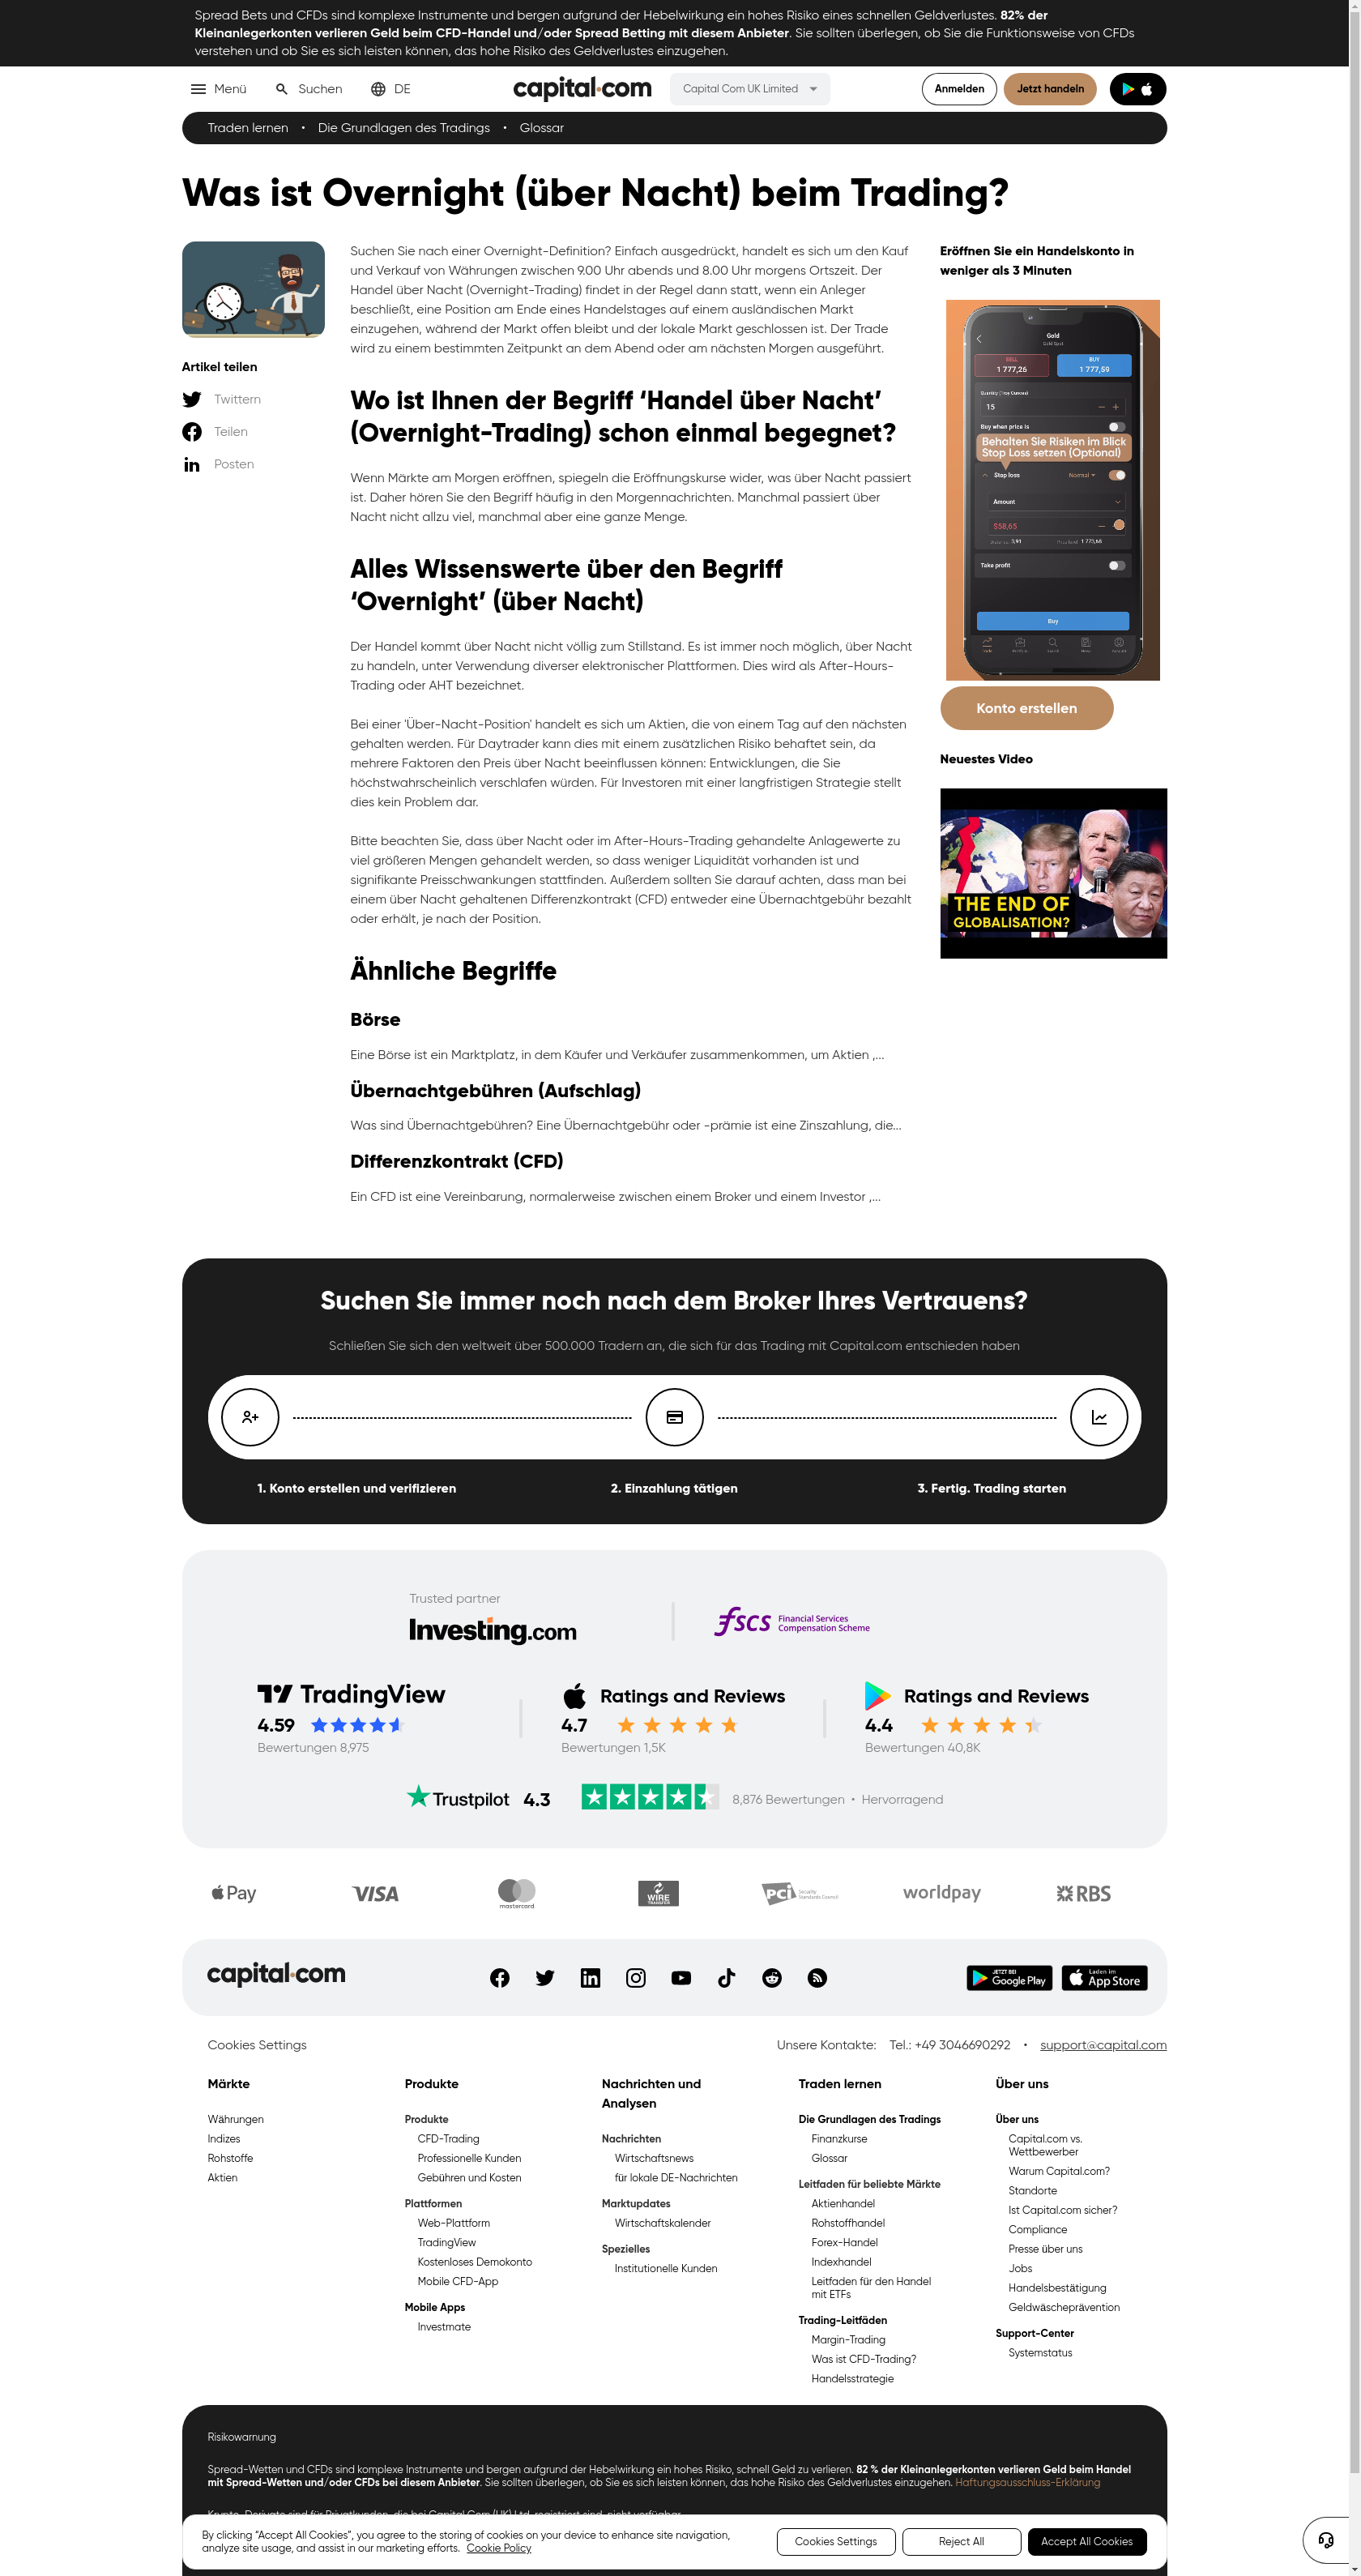 Spread Bets und CFDs sind komplexe Instrumente und bergen aufgrund der Hebelwirkung ein hohes Risiko eines schnellen Geldverlustes. 82% der
Kleinanlegerkonten verlieren Geld beim CFD-Handel und/oder Spread Betting mit diesem Anbieter. Sie sollten überlegen, ob Sie die Funktionsweise von CFDs
verstehen und ob Sie es sich leisten können, das hohe Risiko des Geldverlustes einzugehen.
Menü
Suchen
DE
capital.com
Capital Com UK Limited
Anmelden
Jetzt handeln
Traden lernen • Die Grundlagen des Tradings • Glossar
Was ist Overnight (über Nacht) beim Trading?
Artikel teilen
Twittern
Teilen
Posten
Suchen Sie nach einer Overnight-Definition? Einfach ausgedrückt, handelt es sich um den Kauf
und Verkauf von Währungen zwischen 9.00 Uhr abends und 8.00 Uhr morgens Ortszeit. Der
Handel über Nacht (Overnight-Trading) findet in der Regel dann statt, wenn ein Anleger
beschließt, eine Position am Ende eines Handelstages auf einem ausländischen Markt
einzugehen, während der Markt offen bleibt und der lokale Markt geschlossen ist. Der Trade
wird zu einem bestimmten Zeitpunkt an dem Abend oder am nächsten Morgen ausgeführt.
Wo ist Ihnen der Begriff ‘Handel über Nacht’
(Overnight-Trading) schon einmal begegnet?
Wenn Märkte am Morgen eröffnen, spiegeln die Eröffnungskurse wider, was über Nacht passiert
ist. Daher hören Sie den Begriff häufig in den Morgennachrichten. Manchmal passiert über
Nacht nicht allzu viel, manchmal aber eine ganze Menge.
Alles Wissenswerte über den Begriff
‘Overnight’ (über Nacht)
Der Handel kommt über Nacht nicht völlig zum Stillstand. Es ist immer noch möglich, über Nacht
zu handeln, unter Verwendung diverser elektronischer Plattformen. Dies wird als After-Hours-
Trading oder AHT bezeichnet.
Bei einer 'Über-Nacht-Position' handelt es sich um Aktien, die von einem Tag auf den nächsten
gehalten werden. Für Daytrader kann dies mit einem zusätzlichen Risiko behaftet sein, da
mehrere Faktoren den Preis über Nacht beeinflussen können: Entwicklungen, die Sie
höchstwahrscheinlich verschlafen würden. Für Investoren mit einer langfristigen Strategie stellt
dies kein Problem dar.
Bitte beachten Sie, dass über Nacht oder im After-Hours-Trading gehandelte Anlagewerte zu
viel größeren Mengen gehandelt werden, so dass weniger Liquidität vorhanden ist und
signifikante Preisschwankungen stattfinden. Außerdem sollten Sie darauf achten, dass man bei
einem über Nacht gehaltenen Differenzkontrakt (CFD) entweder eine Übernachtgebühr bezahlt
oder erhält, je nach der Position.
Ähnliche Begriffe
Börse
Eine Börse ist ein Marktplatz, in dem Käufer und Verkäufer zusammenkommen, um Aktien ,...
Übernachtgebühren (Aufschlag)
Was sind Übernachtgebühren? Eine Übernachtgebühr oder -prämie ist eine Zinszahlung, die...
Differenzkontrakt (CFD)
Ein CFD ist eine Vereinbarung, normalerweise zwischen einem Broker und einem Investor ,...
Eröffnen Sie ein Handelskonto in
weniger als 3 Minuten
Gold
Gold Spot
SELL
1 777,26
BUY
1 777,59
Quantity (Troy Ounces)
15
Buy when price is
Behalten Sie Risiken im Blick
Stop Loss setzen (Optional)
Stop loss
Normal
Amount
$58,65
3,91
1 773,68
Take profit
Buy
Konto erstellen
Neuestes Video
THE END OF
GLOBALISATION?
Suchen Sie immer noch nach dem Broker Ihres Vertrauens?
Schließen Sie sich den weltweit über 500.000 Tradern an, die sich für das Trading mit Capital.com entschieden haben
1. Konto erstellen und verifizieren
2. Einzahlung tätigen
3. Fertig. Trading starten
Trusted partner
Investing.com
fscs Financial Services
Compensation Scheme
TradingView
4.59
Bewertungen 8,975
Ratings and Reviews
4.7
Bewertungen 1,5K
Ratings and Reviews
4.4
Bewertungen 40,8K
Trustpilot 4.3
8,876 Bewertungen • Hervorragend
Pay
VISA
mastercard
WIRE
TRANSFER
PCI Security
Standards Council
worldpay
RBS
capital.com
JETZT BEI
Google Play
Laden im
App Store
Cookies Settings
Unsere Kontakte: Tel.: +49 3046690292 • support@capital.com
Märkte
Währungen
Indizes
Rohstoffe
Aktien
Produkte
Produkte
CFD-Trading
Professionelle Kunden
Gebühren und Kosten
Plattformen
Web-Plattform
TradingView
Kostenloses Demokonto
Mobile CFD-App
Mobile Apps
Investmate
Nachrichten und
Analysen
Nachrichten
Wirtschaftsnews
für lokale DE-Nachrichten
Marktupdates
Wirtschaftskalender
Spezielles
Institutionelle Kunden
Traden lernen
Die Grundlagen des Tradings
Finanzkurse
Glossar
Leitfaden für beliebte Märkte
Aktienhandel
Rohstoffhandel
Forex-Handel
Indexhandel
Leitfaden für den Handel
mit ETFs
Trading-Leitfäden
Margin-Trading
Was ist CFD-Trading?
Handelsstrategie
Über uns
Über uns
Capital.com vs.
Wettbewerber
Warum Capital.com?
Standorte
Ist Capital.com sicher?
Compliance
Presse über uns
Jobs
Handelsbestätigung
Geldwäscheprävention
Support-Center
Systemstatus
Risikowarnung
Spread-Wetten und CFDs sind komplexe Instrumente und bergen aufgrund der Hebelwirkung ein hohes Risiko, schnell Geld zu verlieren. 82 % der Kleinanlegerkonten verlieren Geld beim Handel
mit Spread-Wetten und/oder CFDs bei diesem Anbieter. Sie sollten überlegen, ob Sie es sich leisten können, das hohe Risiko des Geldverlustes einzugehen. Haftungsausschluss-Erklärung
Krypto-Derivate sind für Privatkunden, die bei Capital Com (UK) Ltd. registriert sind, nicht verfügbar.
By clicking “Accept All Cookies”, you agree to the storing of cookies on your device to enhance site navigation,
analyze site usage, and assist in our marketing efforts. Cookie Policy
Cookies Settings
Reject All
Accept All Cookies